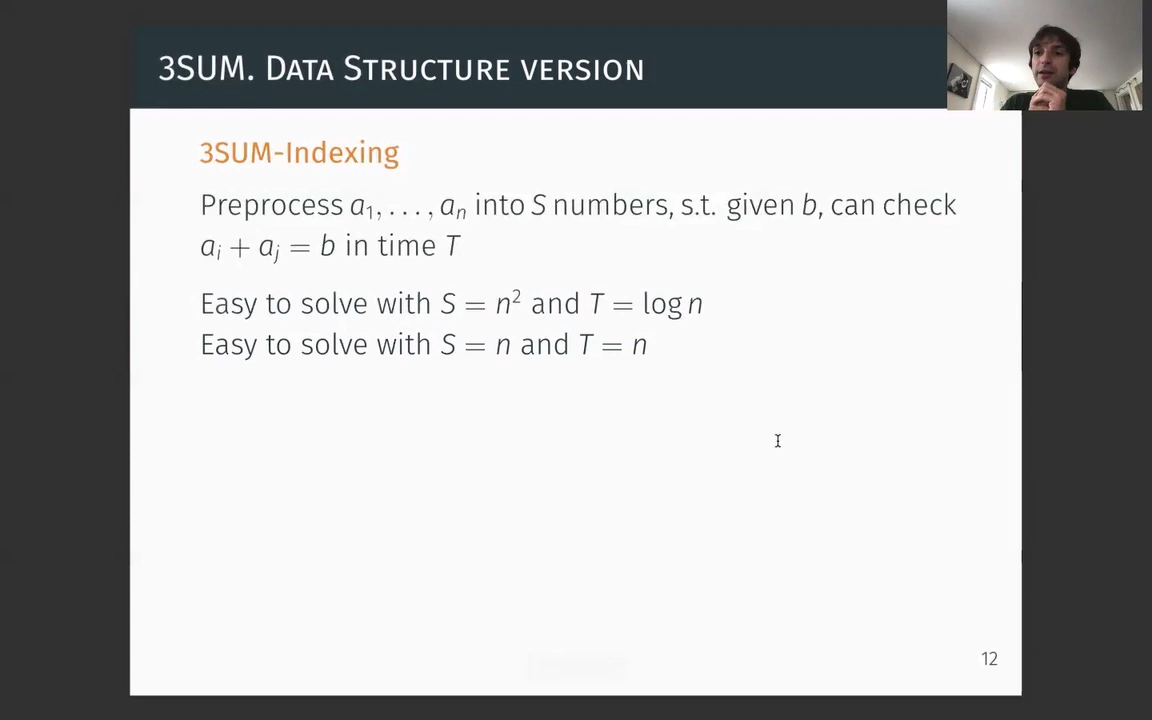 3SUM. DATA STRUCTURE VERSION
3SUM-Indexing
Preprocess a₁, . . . , aₙ into S numbers, s.t. given b, can check
aᵢ + aⱼ = b in time T
Easy to solve with S = n² and T = log n
Easy to solve with S = n and T = n
12